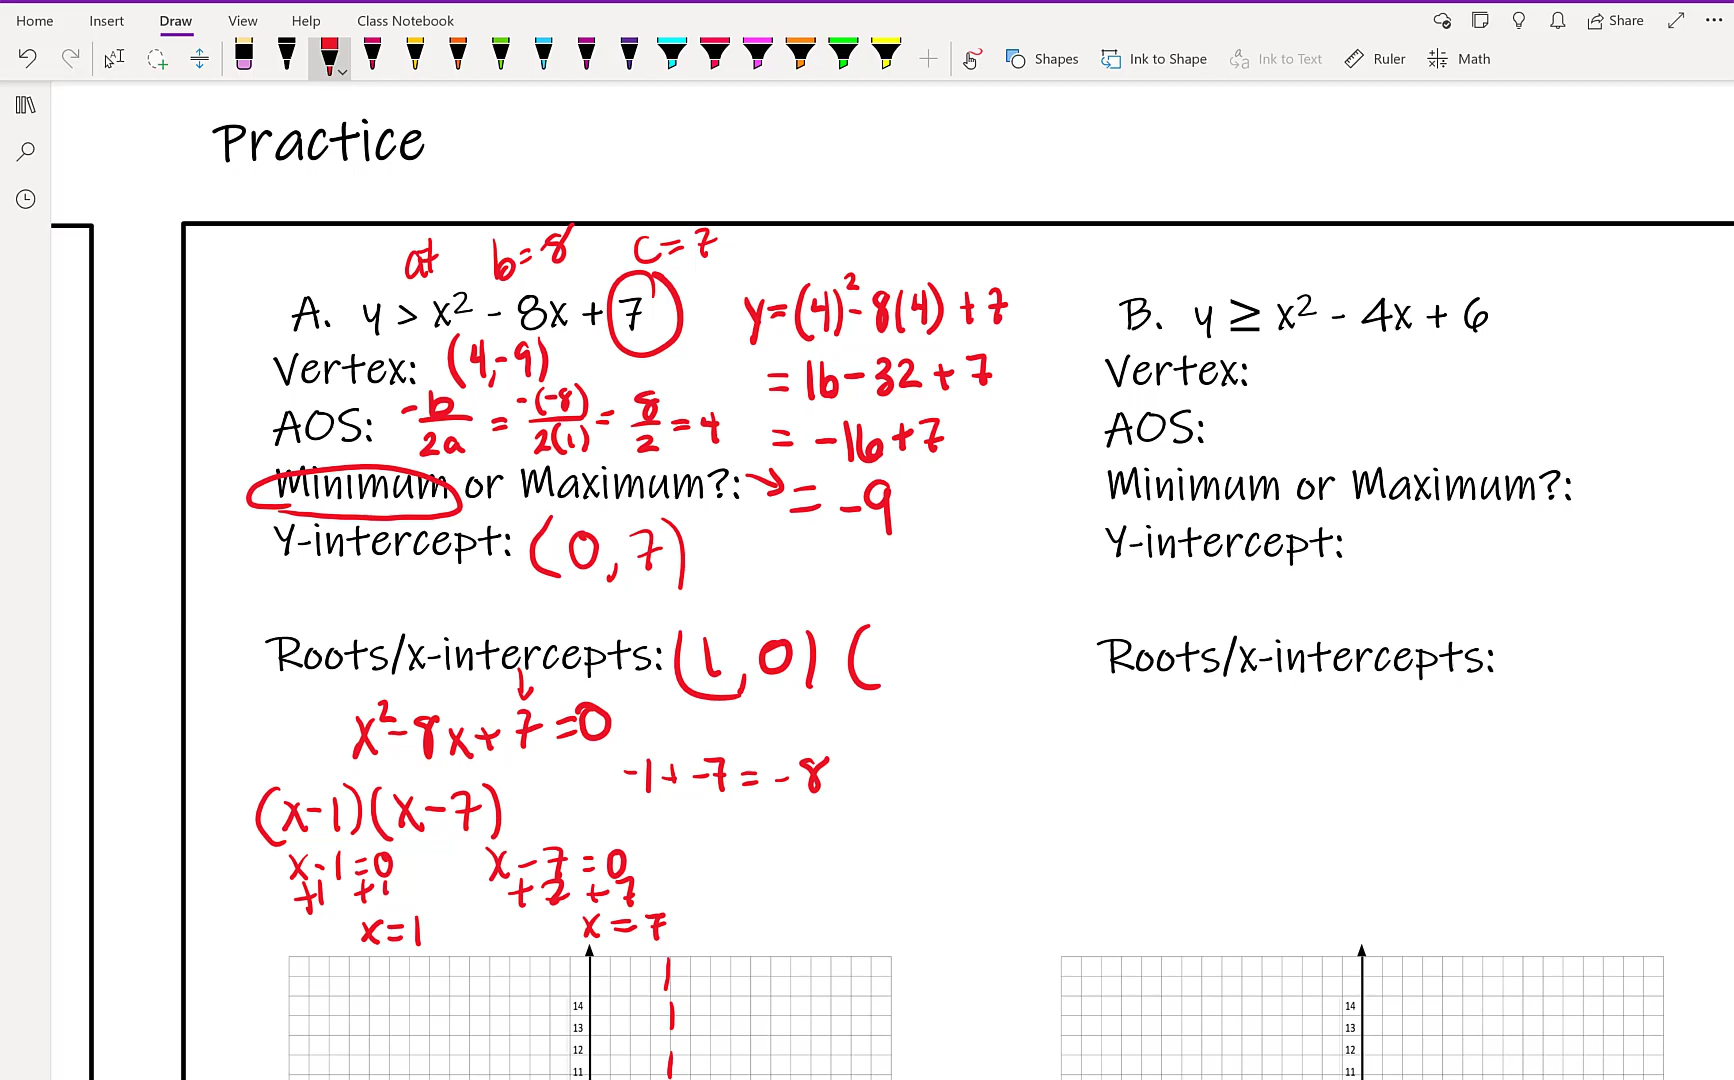 Home Insert Draw View Help Class Notebook Share
Shapes Ink to Shape Ink to Text Ruler Math
Practice
at b=8 c=7
A. y > x² - 8x + 7
y=(4)²-8(4)+7
Vertex: (4,-9)
= 16-32+7
AOS: -b/2a = -(-8)/2(1) = 8/2 = 4
= -16+7
Minimum or Maximum?: → = -9
Y-intercept: (0,7)
Roots/x-intercepts: (1,0) (
x²-8x+7=0
-1+-7=-8
(x-1)(x-7)
x-1=0 x-7=0
+1 +1 +7 +7
x=1 x=7
14
13
12
11
B. y ≥ x² - 4x + 6
Vertex:
AOS:
Minimum or Maximum?:
Y-intercept:
Roots/x-intercepts:
14
13
12
11